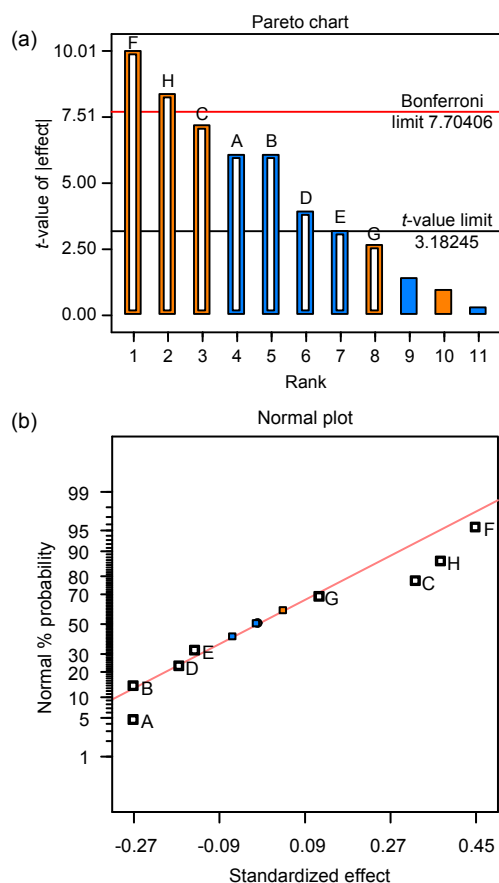 (a)
Pareto chart
10.01
7.51
5.00
2.50
0.00
t-value of |effect|
F
H
C
A
B
D
E
G
Bonferroni
limit 7.70406
t-value limit
3.18245
1 2 3 4 5 6 7 8 9 10 11
Rank
(b)
Normal plot
99
95
90
80
70
50
30
20
10
5
1
Normal % probability
F
H
C
G
E
D
B
A
-0.27 -0.09 0.09 0.27 0.45
Standardized effect